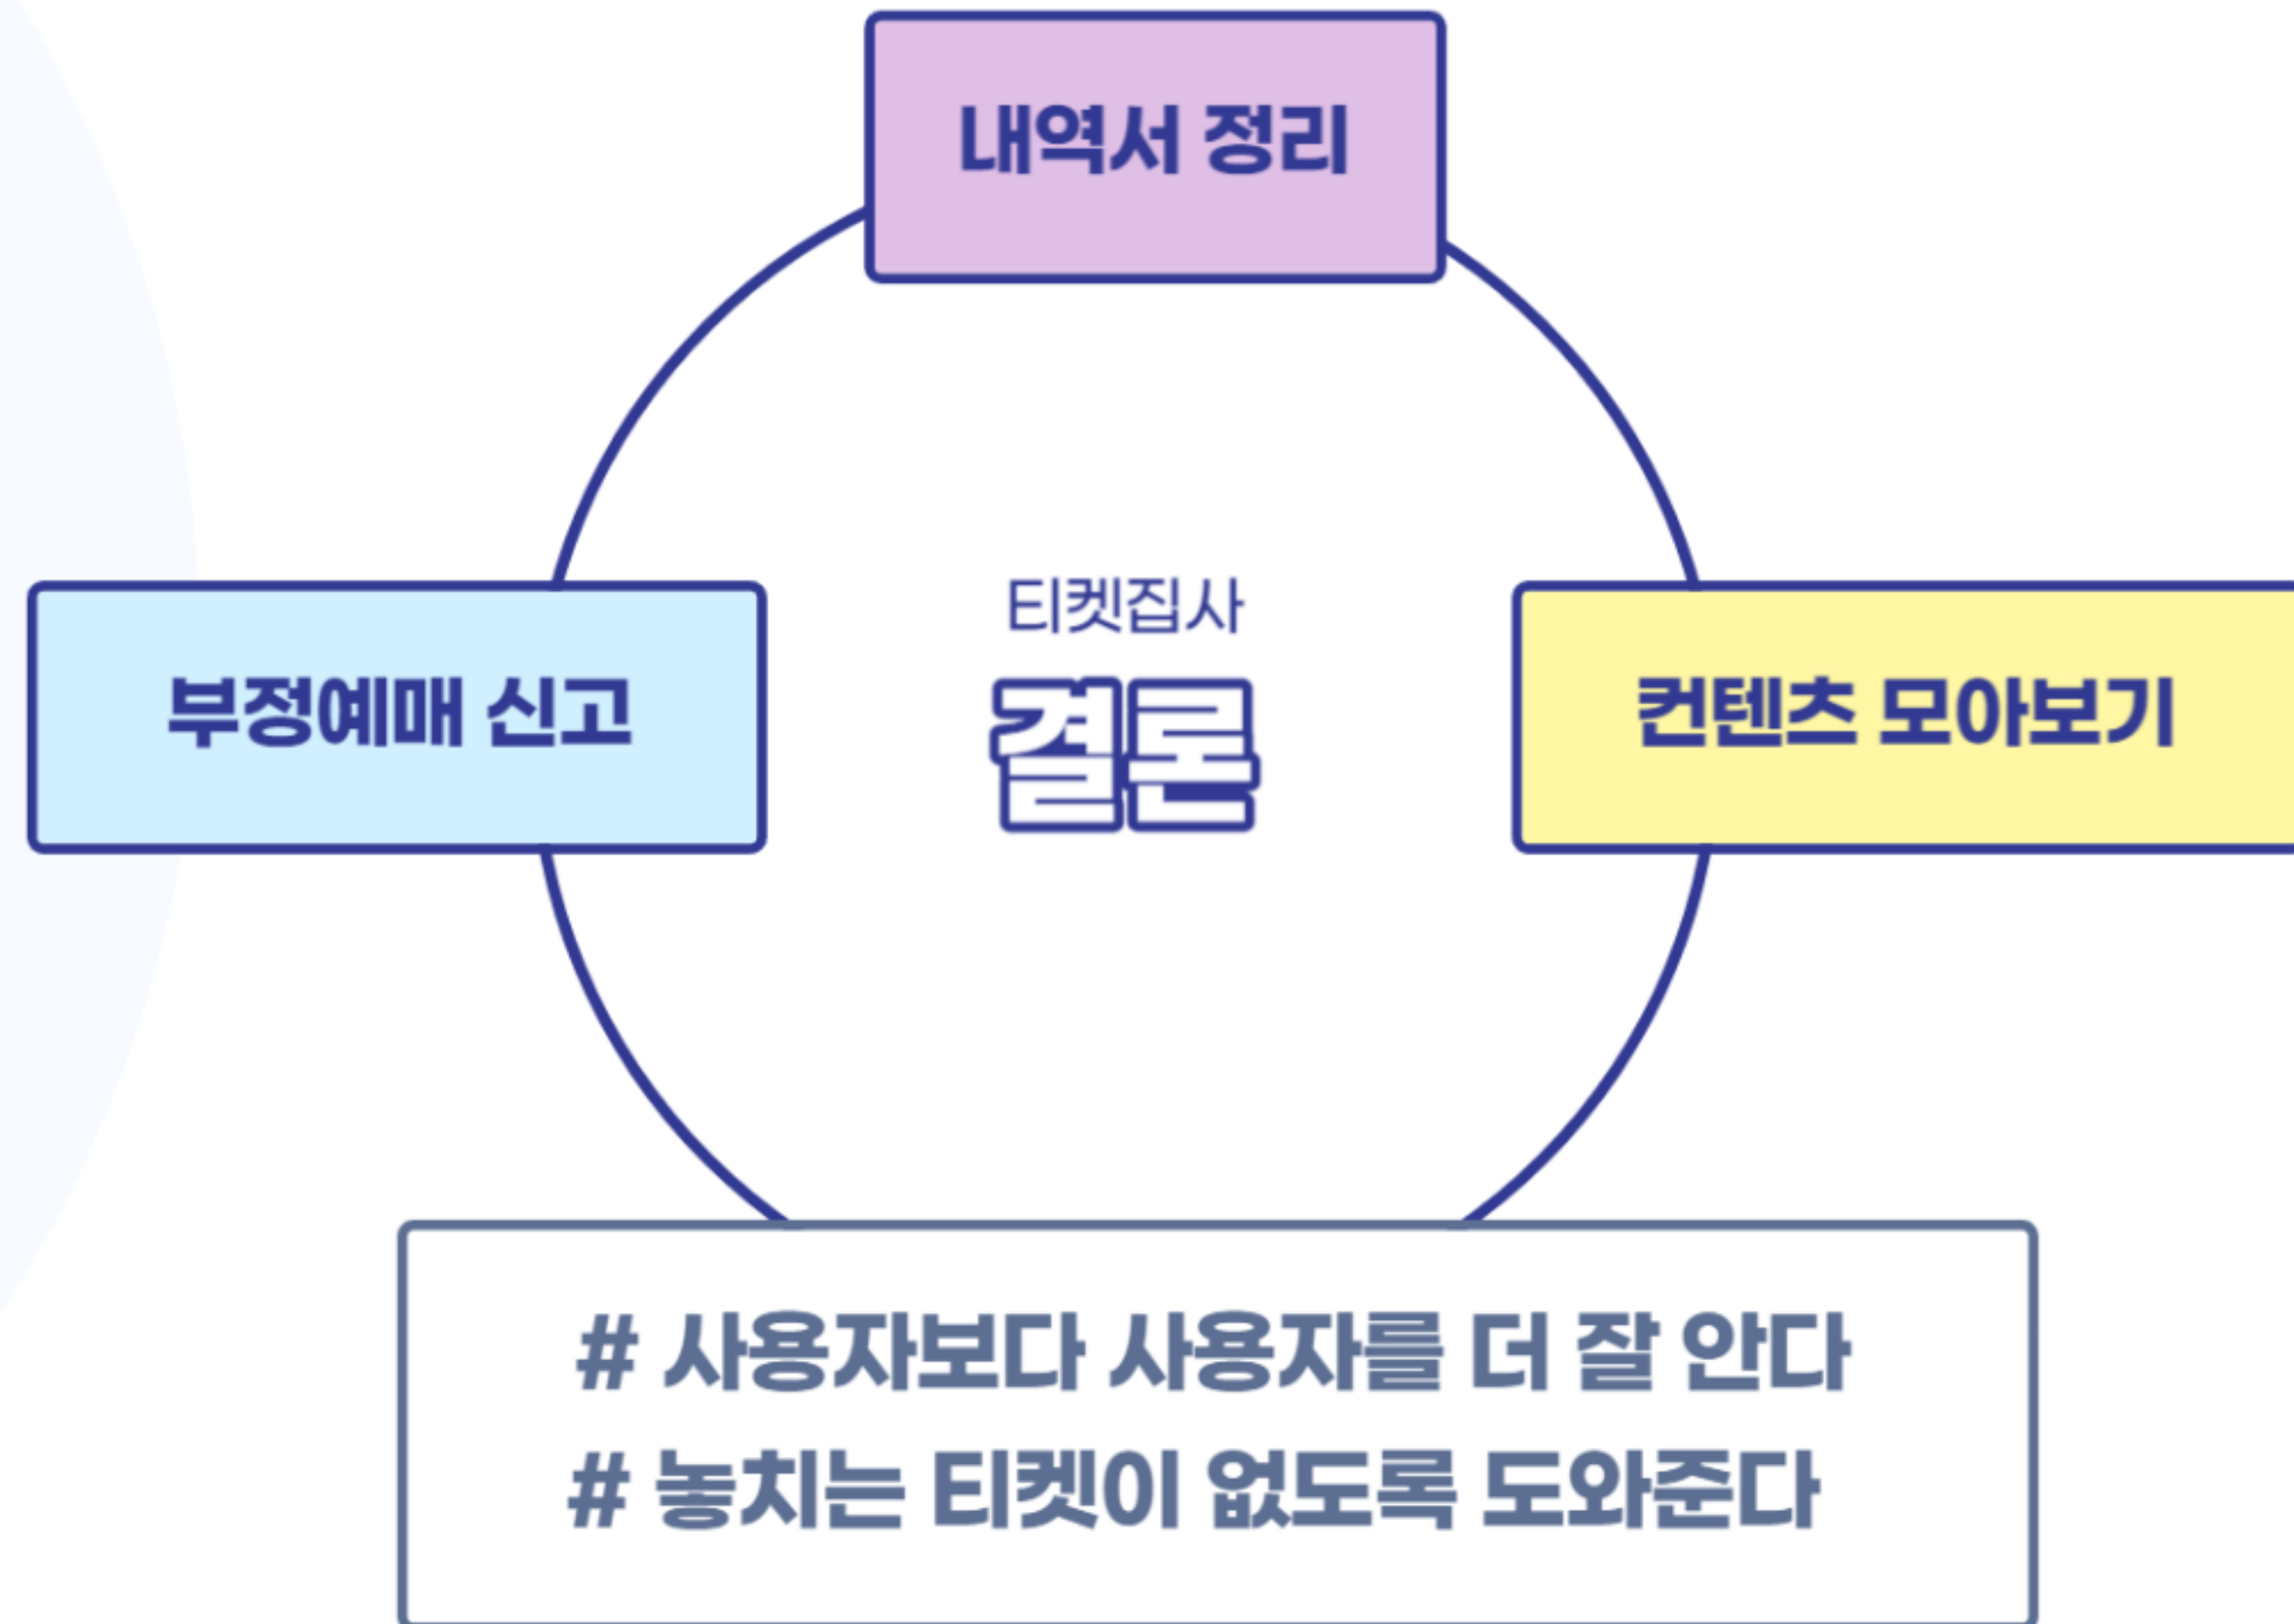 내역서 정리
티켓집사
결론
부정예매 신고
컨텐츠 모아보기
# 사용자보다 사용자를 더 잘 안다
# 놓치는 티켓이 없도록 도와준다